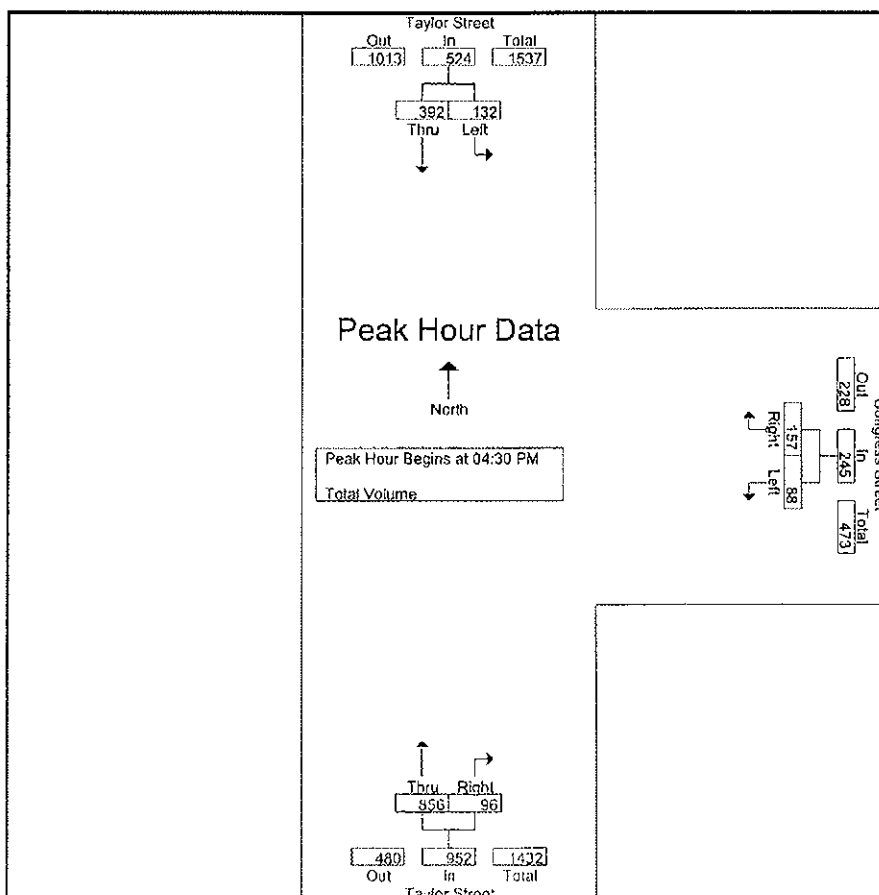 Taylor Street
Out In Total
1013 524 1537
392 132
Thru Left
Peak Hour Data
North
Peak Hour Begins at 04:30 PM
Total Volume
Congress Street
Out In Total
228 245 473
157 88
Right Left
Thru Right
856 96
480 952 1432
Out In Total
Taylor Street